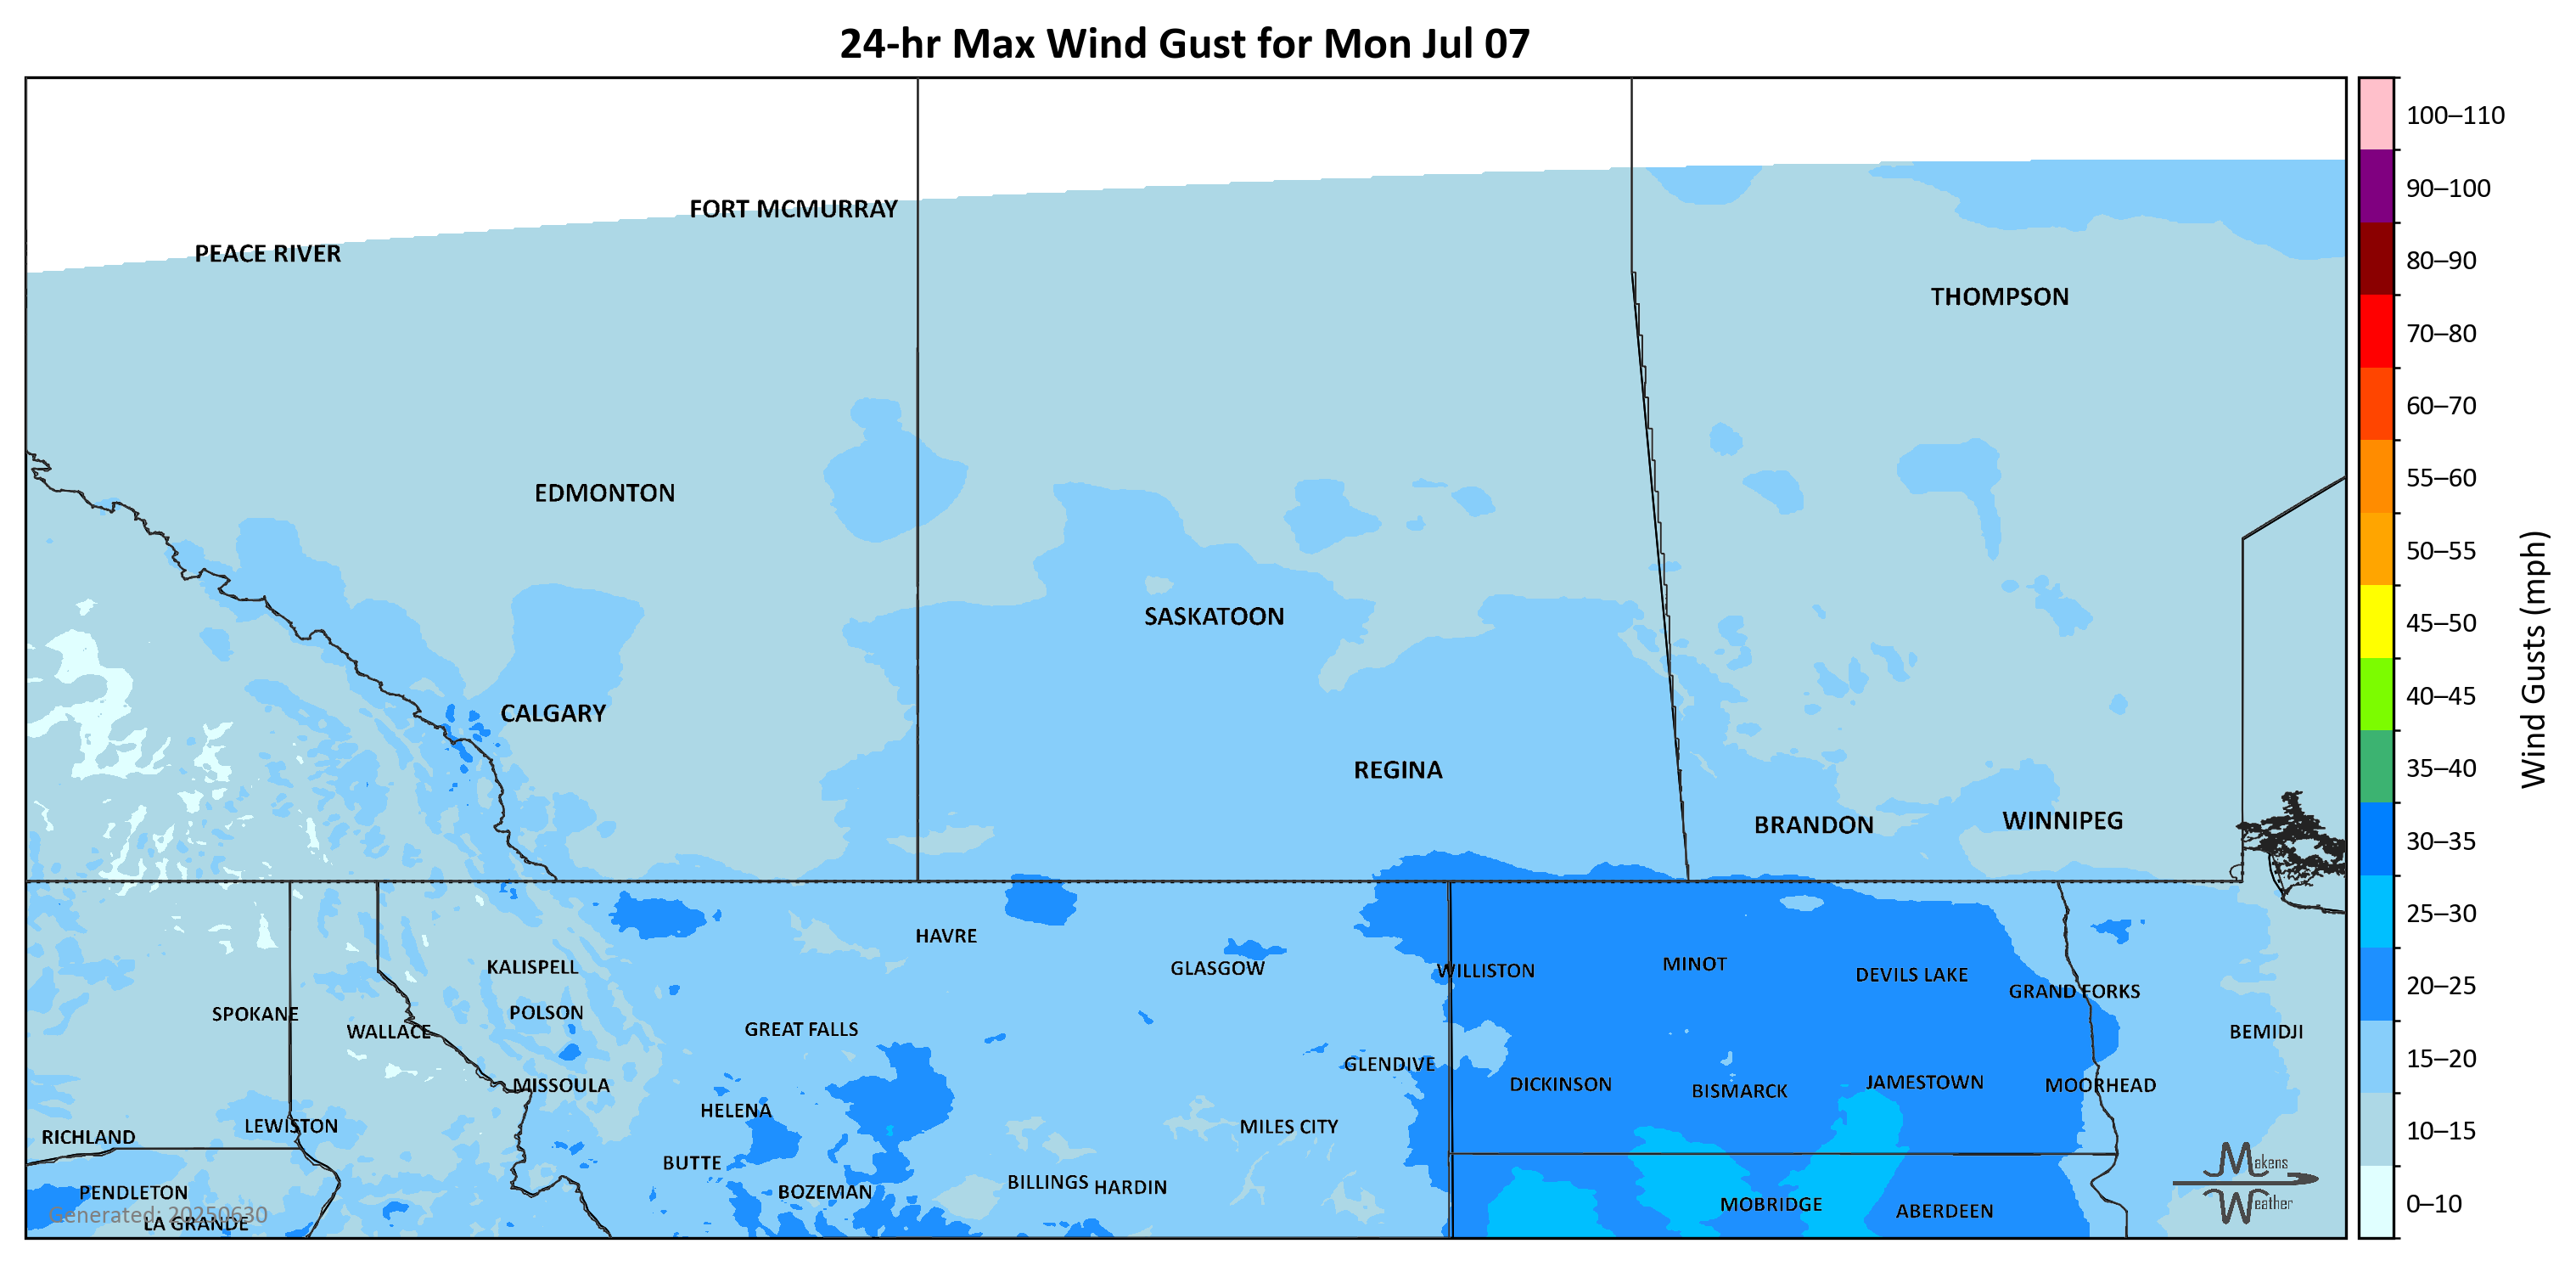 24-hr Max Wind Gust for Mon Jul 07
100–110
90–100
80–90
70–80
60–70
55–60
50–55
45–50
40–45
35–40
30–35
25–30
20–25
15–20
10–15
0–10
Wind Gusts (mph)
FORT MCMURRAY
PEACE RIVER
THOMPSON
EDMONTON
SASKATOON
CALGARY
REGINA
BRANDON
WINNIPEG
HAVRE
KALISPELL
GLASGOW
WILLISTON
MINOT
DEVILS LAKE
GRAND FORKS
SPOKANE
POLSON
WALLACE
GREAT FALLS
BEMIDJI
GLENDIVE
MISSOULA
DICKINSON
BISMARCK
JAMESTOWN
MOORHEAD
HELENA
LEWISTON
MILES CITY
RICHLAND
BUTTE
BILLINGS
HARDIN
PENDLETON
BOZEMAN
MOBRIDGE
ABERDEEN
Generated: 20250630
LA GRANDE
Makens
Weather